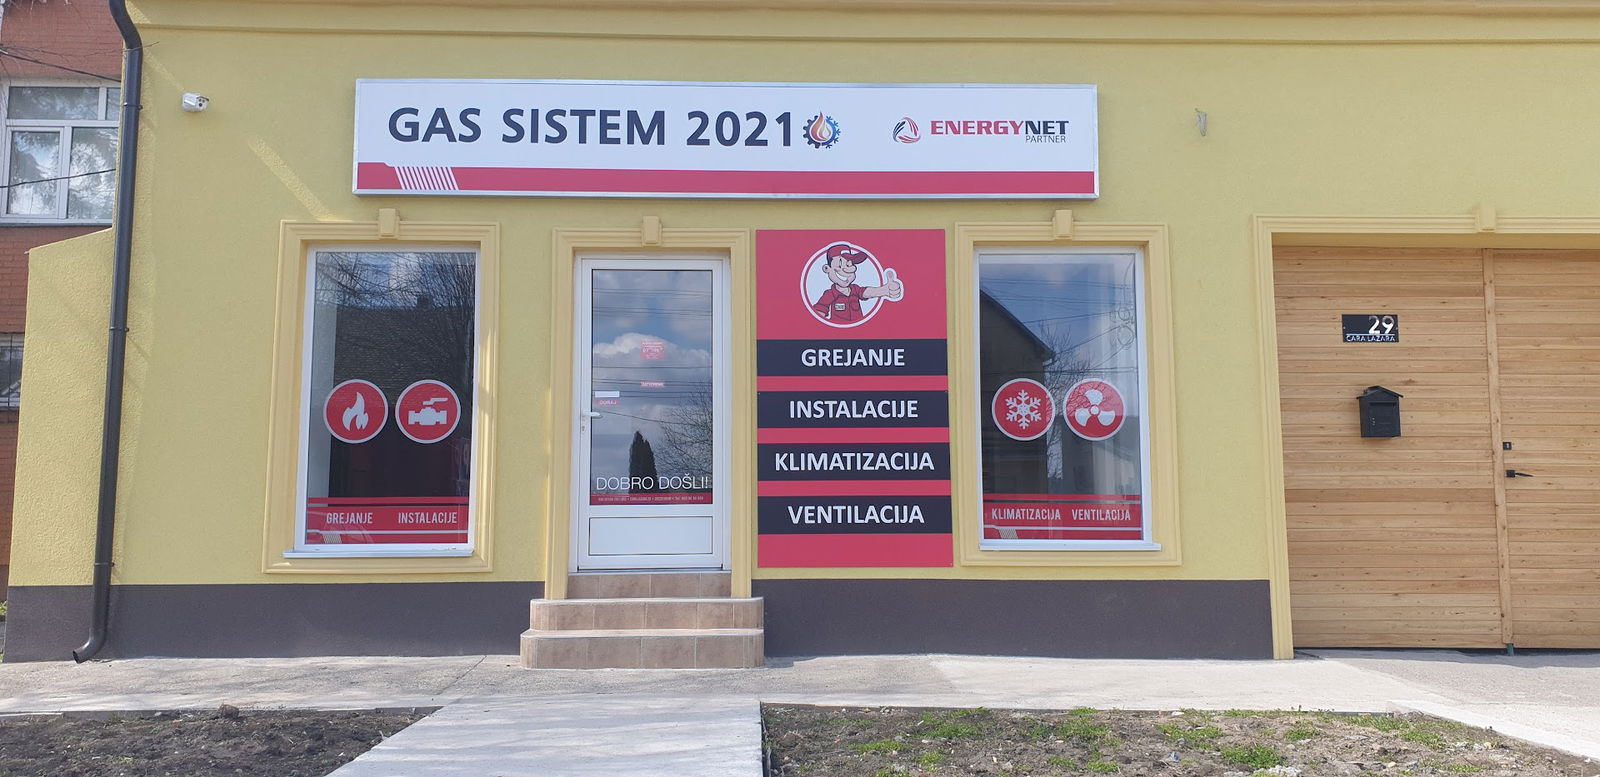 GAS SISTEM 2021
ENERGYNET
PARTNER
GREJANJE
INSTALACIJE
KLIMATIZACIJA
VENTILACIJA
DOBRO DOŠLI!
GREJANJE INSTALACIJE
KLIMATIZACIJA VENTILACIJA
29
CARA LAZARA